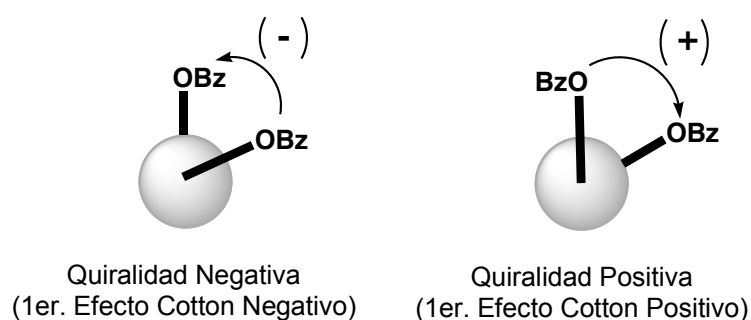 (-)
OBz
OBz
Quiralidad Negativa
(1er. Efecto Cotton Negativo)
(+)
BzO
OBz
Quiralidad Positiva
(1er. Efecto Cotton Positivo)